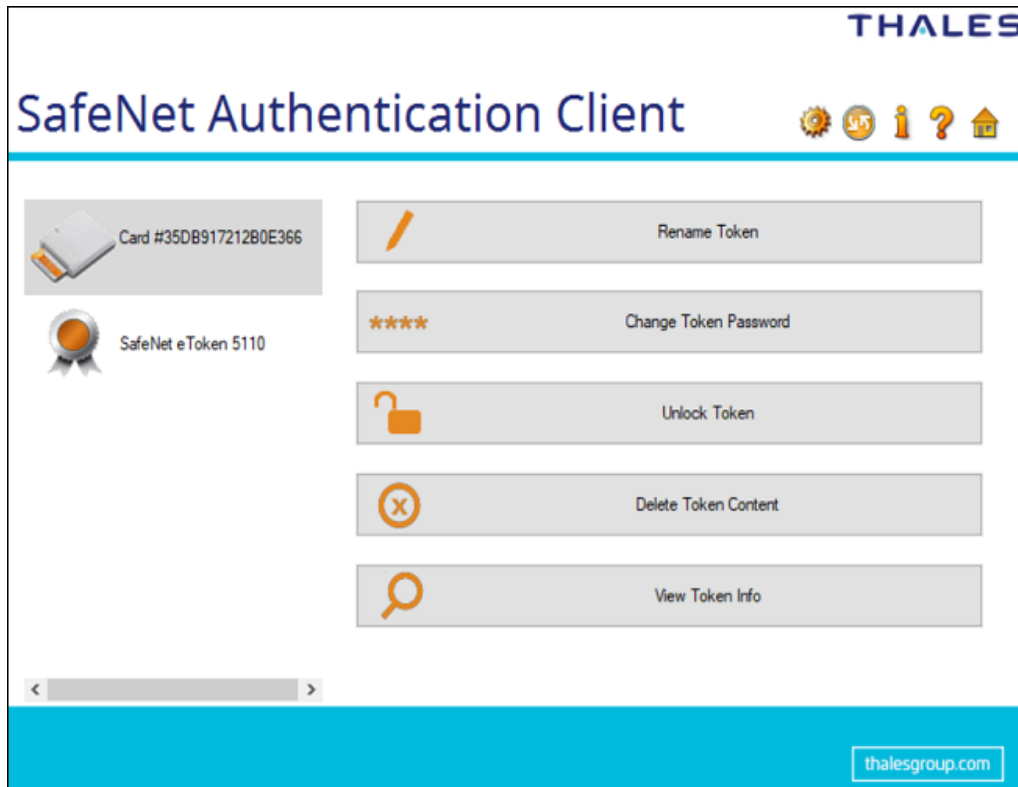 THALES
SafeNet Authentication Client
Card #35DB917212B0E366
SafeNet eToken 5110
Rename Token
**** Change Token Password
Unlock Token
Delete Token Content
View Token Info
thalesgroup.com